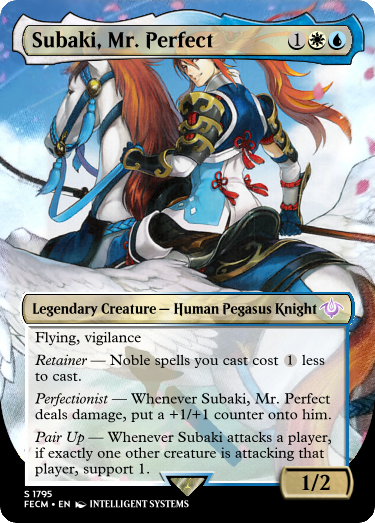 Subaki, Mr. Perfect 1
Legendary Creature — Human Pegasus Knight
Flying, vigilance
Retainer — Noble spells you cast cost 1 less
to cast.
Perfectionist — Whenever Subaki, Mr. Perfect
deals damage, put a +1/+1 counter onto him.
Pair Up — Whenever Subaki attacks a player,
if exactly one other creature is attacking that
player, support 1.
1/2
S 1795
FECM • EN INTELLIGENT SYSTEMS